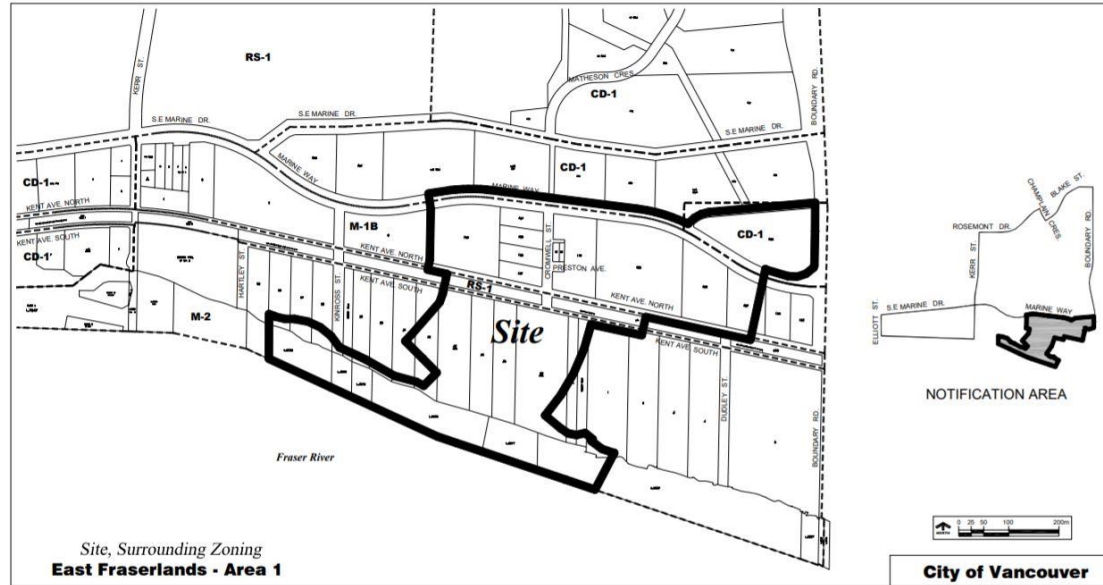 RS-1
KERR ST.
S.E MARINE DR.
S.E MARINE DR.
MATHESON CRES.
CD-1
BOUNDARY RD.
S.E MARINE DR.
MARINE WAY
CD-1
CD-1
MARINE WAY
KENT AVE. NORTH
M-1B
CD-1
KENT AVE. SOUTH
CD-1'
HARTLEY ST.
KENT AVE. NORTH
CROMWELL ST.
PRESTON AVE.
RS-1
KENT AVE. NORTH
KINROSS ST.
KENT AVE. SOUTH
M-2
Site
KENT AVE. SOUTH
DUDLEY ST.
BOUNDARY RD.
Fraser River
Site, Surrounding Zoning
East Fraserlands - Area 1
CHAMPLAIN CRES.
BLAKE ST.
ROSEMONT DR.
KERR ST.
BOUNDARY RD.
ELLIOTT ST.
S.E MARINE DR.
MARINE WAY
NOTIFICATION AREA
NORTH
0 25 50 100 200m
City of Vancouver